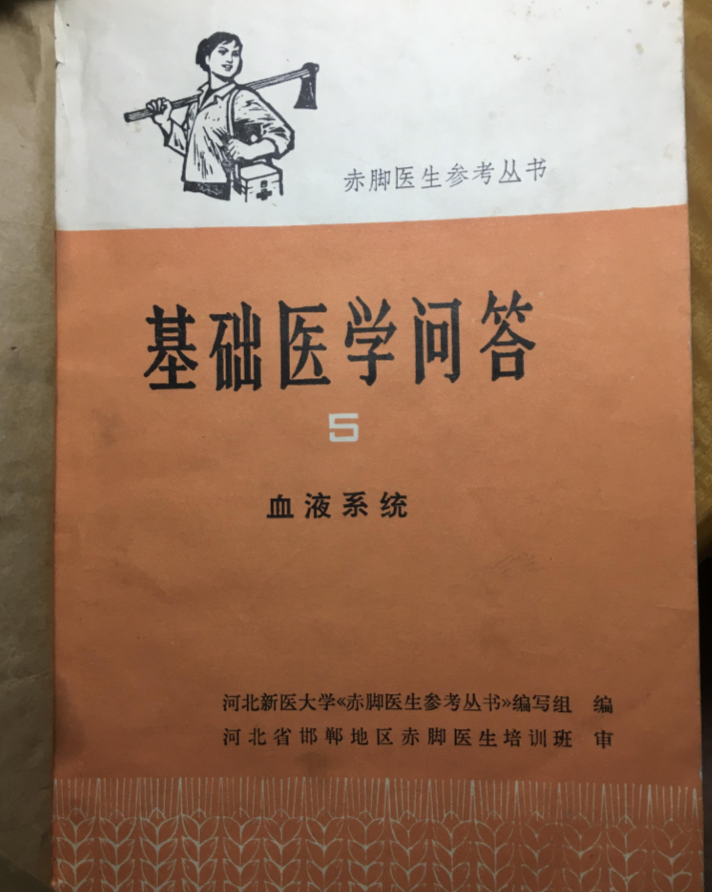 赤脚医生参考丛书
基础医学问答
5
血液系统
河北新医大学《赤脚医生参考丛书》编写组 编
河北省邯郸地区赤脚医生培训班 审